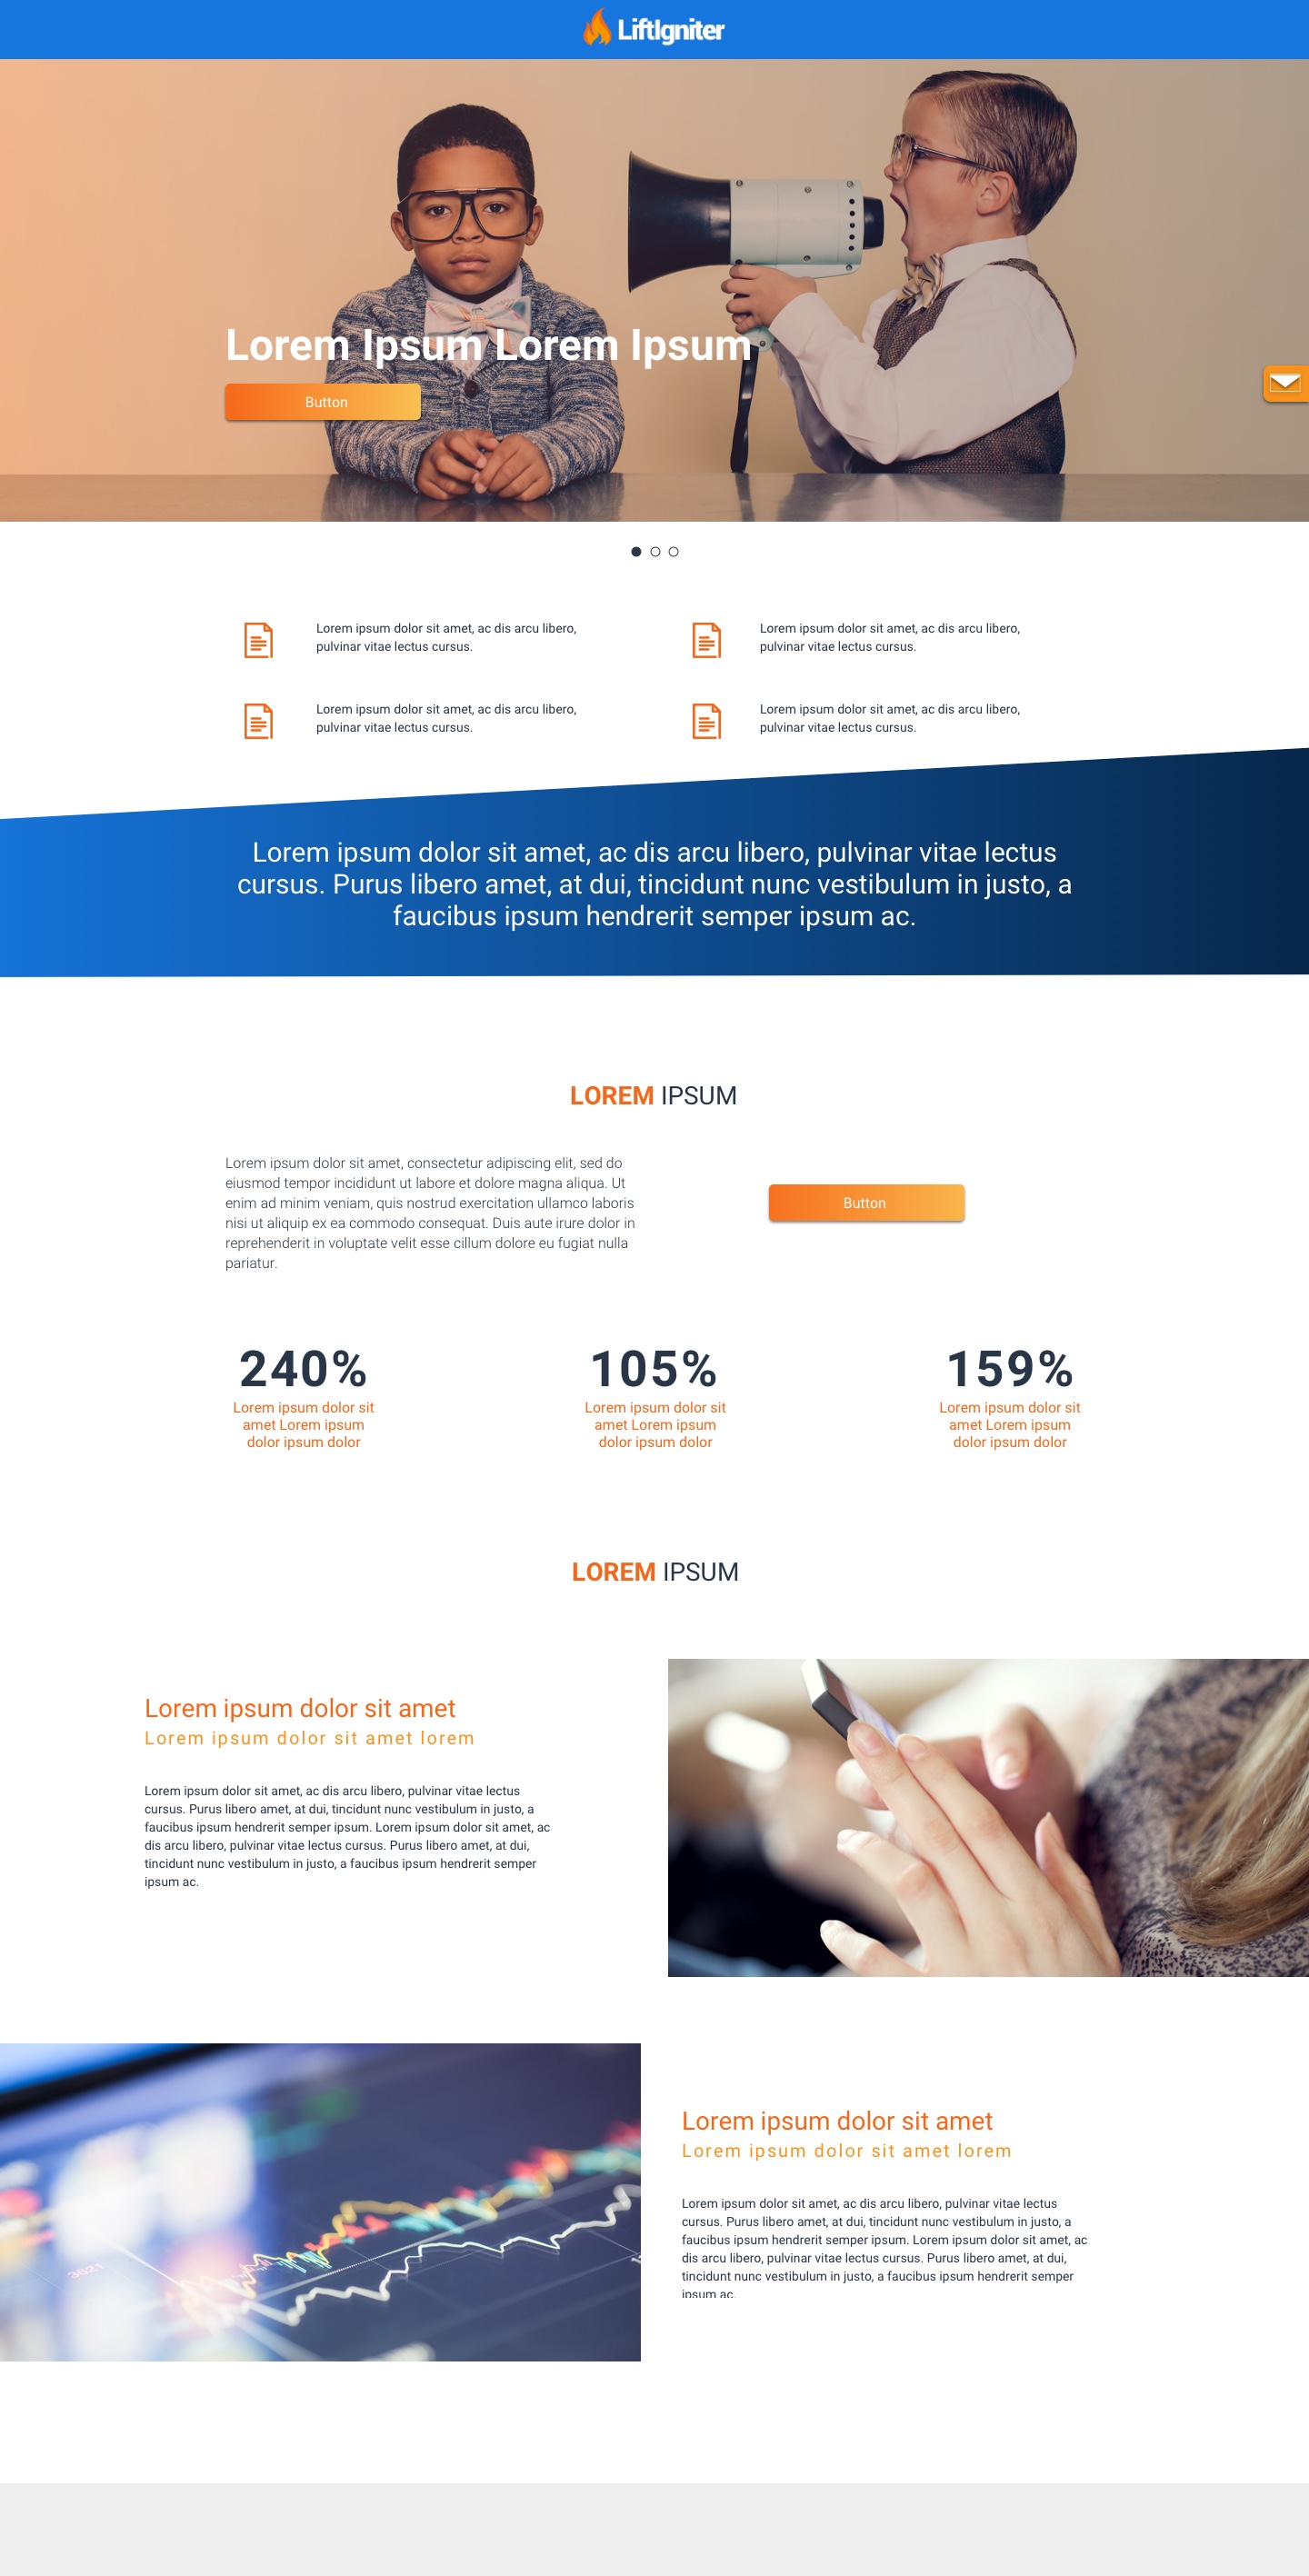 LiftIgniter
Lorem Ipsum Lorem Ipsum
Button
Lorem ipsum dolor sit amet, ac dis arcu libero,
pulvinar vitae lectus cursus.
Lorem ipsum dolor sit amet, ac dis arcu libero,
pulvinar vitae lectus cursus.
Lorem ipsum dolor sit amet, ac dis arcu libero,
pulvinar vitae lectus cursus.
Lorem ipsum dolor sit amet, ac dis arcu libero,
pulvinar vitae lectus cursus.
Lorem ipsum dolor sit amet, ac dis arcu libero, pulvinar vitae lectus
cursus. Purus libero amet, at dui, tincidunt nunc vestibulum in justo, a
faucibus ipsum hendrerit semper ipsum ac.
LOREM IPSUM
Lorem ipsum dolor sit amet, consectetur adipiscing elit, sed do
eiusmod tempor incididunt ut labore et dolore magna aliqua. Ut
enim ad minim veniam, quis nostrud exercitation ullamco laboris
nisi ut aliquip ex ea commodo consequat. Duis aute irure dolor in
reprehenderit in voluptate velit esse cillum dolore eu fugiat nulla
pariatur.
Button
240%
Lorem ipsum dolor sit
amet Lorem ipsum
dolor ipsum dolor
105%
Lorem ipsum dolor sit
amet Lorem ipsum
dolor ipsum dolor
159%
Lorem ipsum dolor sit
amet Lorem ipsum
dolor ipsum dolor
LOREM IPSUM
Lorem ipsum dolor sit amet
Lorem ipsum dolor sit amet lorem
Lorem ipsum dolor sit amet, ac dis arcu libero, pulvinar vitae lectus
cursus. Purus libero amet, at dui, tincidunt nunc vestibulum in justo, a
faucibus ipsum hendrerit semper ipsum. Lorem ipsum dolor sit amet, ac
dis arcu libero, pulvinar vitae lectus cursus. Purus libero amet, at dui,
tincidunt nunc vestibulum in justo, a faucibus ipsum hendrerit semper
ipsum ac.
3621
Lorem ipsum dolor sit amet
Lorem ipsum dolor sit amet lorem
Lorem ipsum dolor sit amet, ac dis arcu libero, pulvinar vitae lectus
cursus. Purus libero amet, at dui, tincidunt nunc vestibulum in justo, a
faucibus ipsum hendrerit semper ipsum. Lorem ipsum dolor sit amet, ac
dis arcu libero, pulvinar vitae lectus cursus. Purus libero amet, at dui,
tincidunt nunc vestibulum in justo, a faucibus ipsum hendrerit semper
ipsum ac.